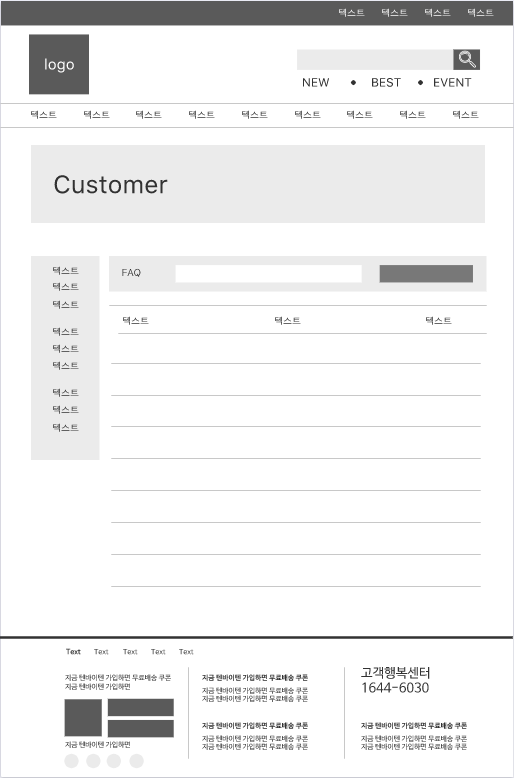 텍스트 텍스트 텍스트 텍스트
logo
NEW • BEST • EVENT
텍스트 텍스트 텍스트 텍스트 텍스트 텍스트 텍스트 텍스트 텍스트
Customer
텍스트
텍스트
텍스트
텍스트
텍스트
텍스트
텍스트
텍스트
텍스트
FAQ
텍스트 텍스트 텍스트
Text Text Text Text Text
지금 텐바이텐 가입하면 무료배송 쿠폰
지금 텐바이텐 가입하면
지금 텐바이텐 가입하면
지금 텐바이텐 가입하면 무료배송 쿠폰
지금 텐바이텐 가입하면 무료배송 쿠폰
지금 텐바이텐 가입하면 무료배송 쿠폰
지금 텐바이텐 가입하면 무료배송 쿠폰
지금 텐바이텐 가입하면 무료배송 쿠폰
지금 텐바이텐 가입하면 무료배송 쿠폰
고객행복센터
1644-6030
지금 텐바이텐 가입하면 무료배송 쿠폰
지금 텐바이텐 가입하면 무료배송 쿠폰
지금 텐바이텐 가입하면 무료배송 쿠폰